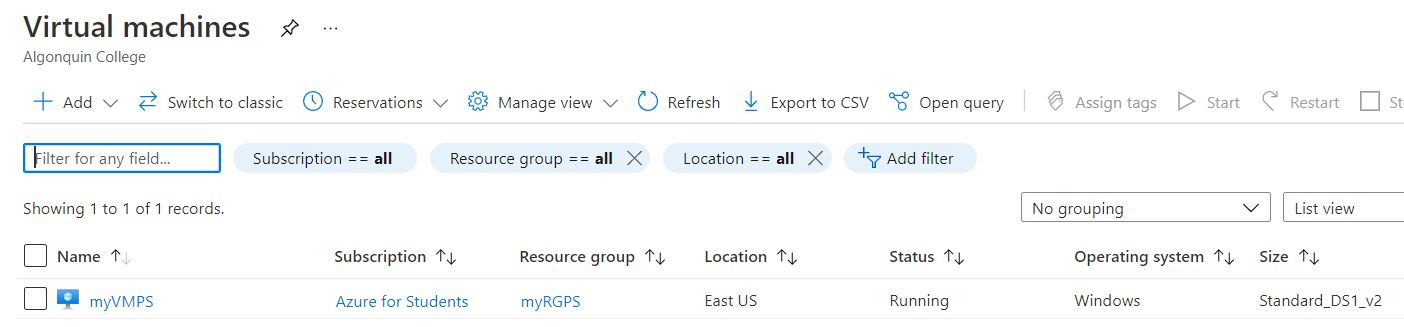 Virtual machines ...
Algonquin College
Add Switch to classic Reservations Manage view Refresh Export to CSV Open query Assign tags Start Restart St
Filter for any field... Subscription == all Resource group == all Location == all Add filter
Showing 1 to 1 of 1 records. No grouping List view
Name Subscription Resource group Location Status Operating system Size
myVMPS Azure for Students myRGPS East US Running Windows Standard_DS1_v2